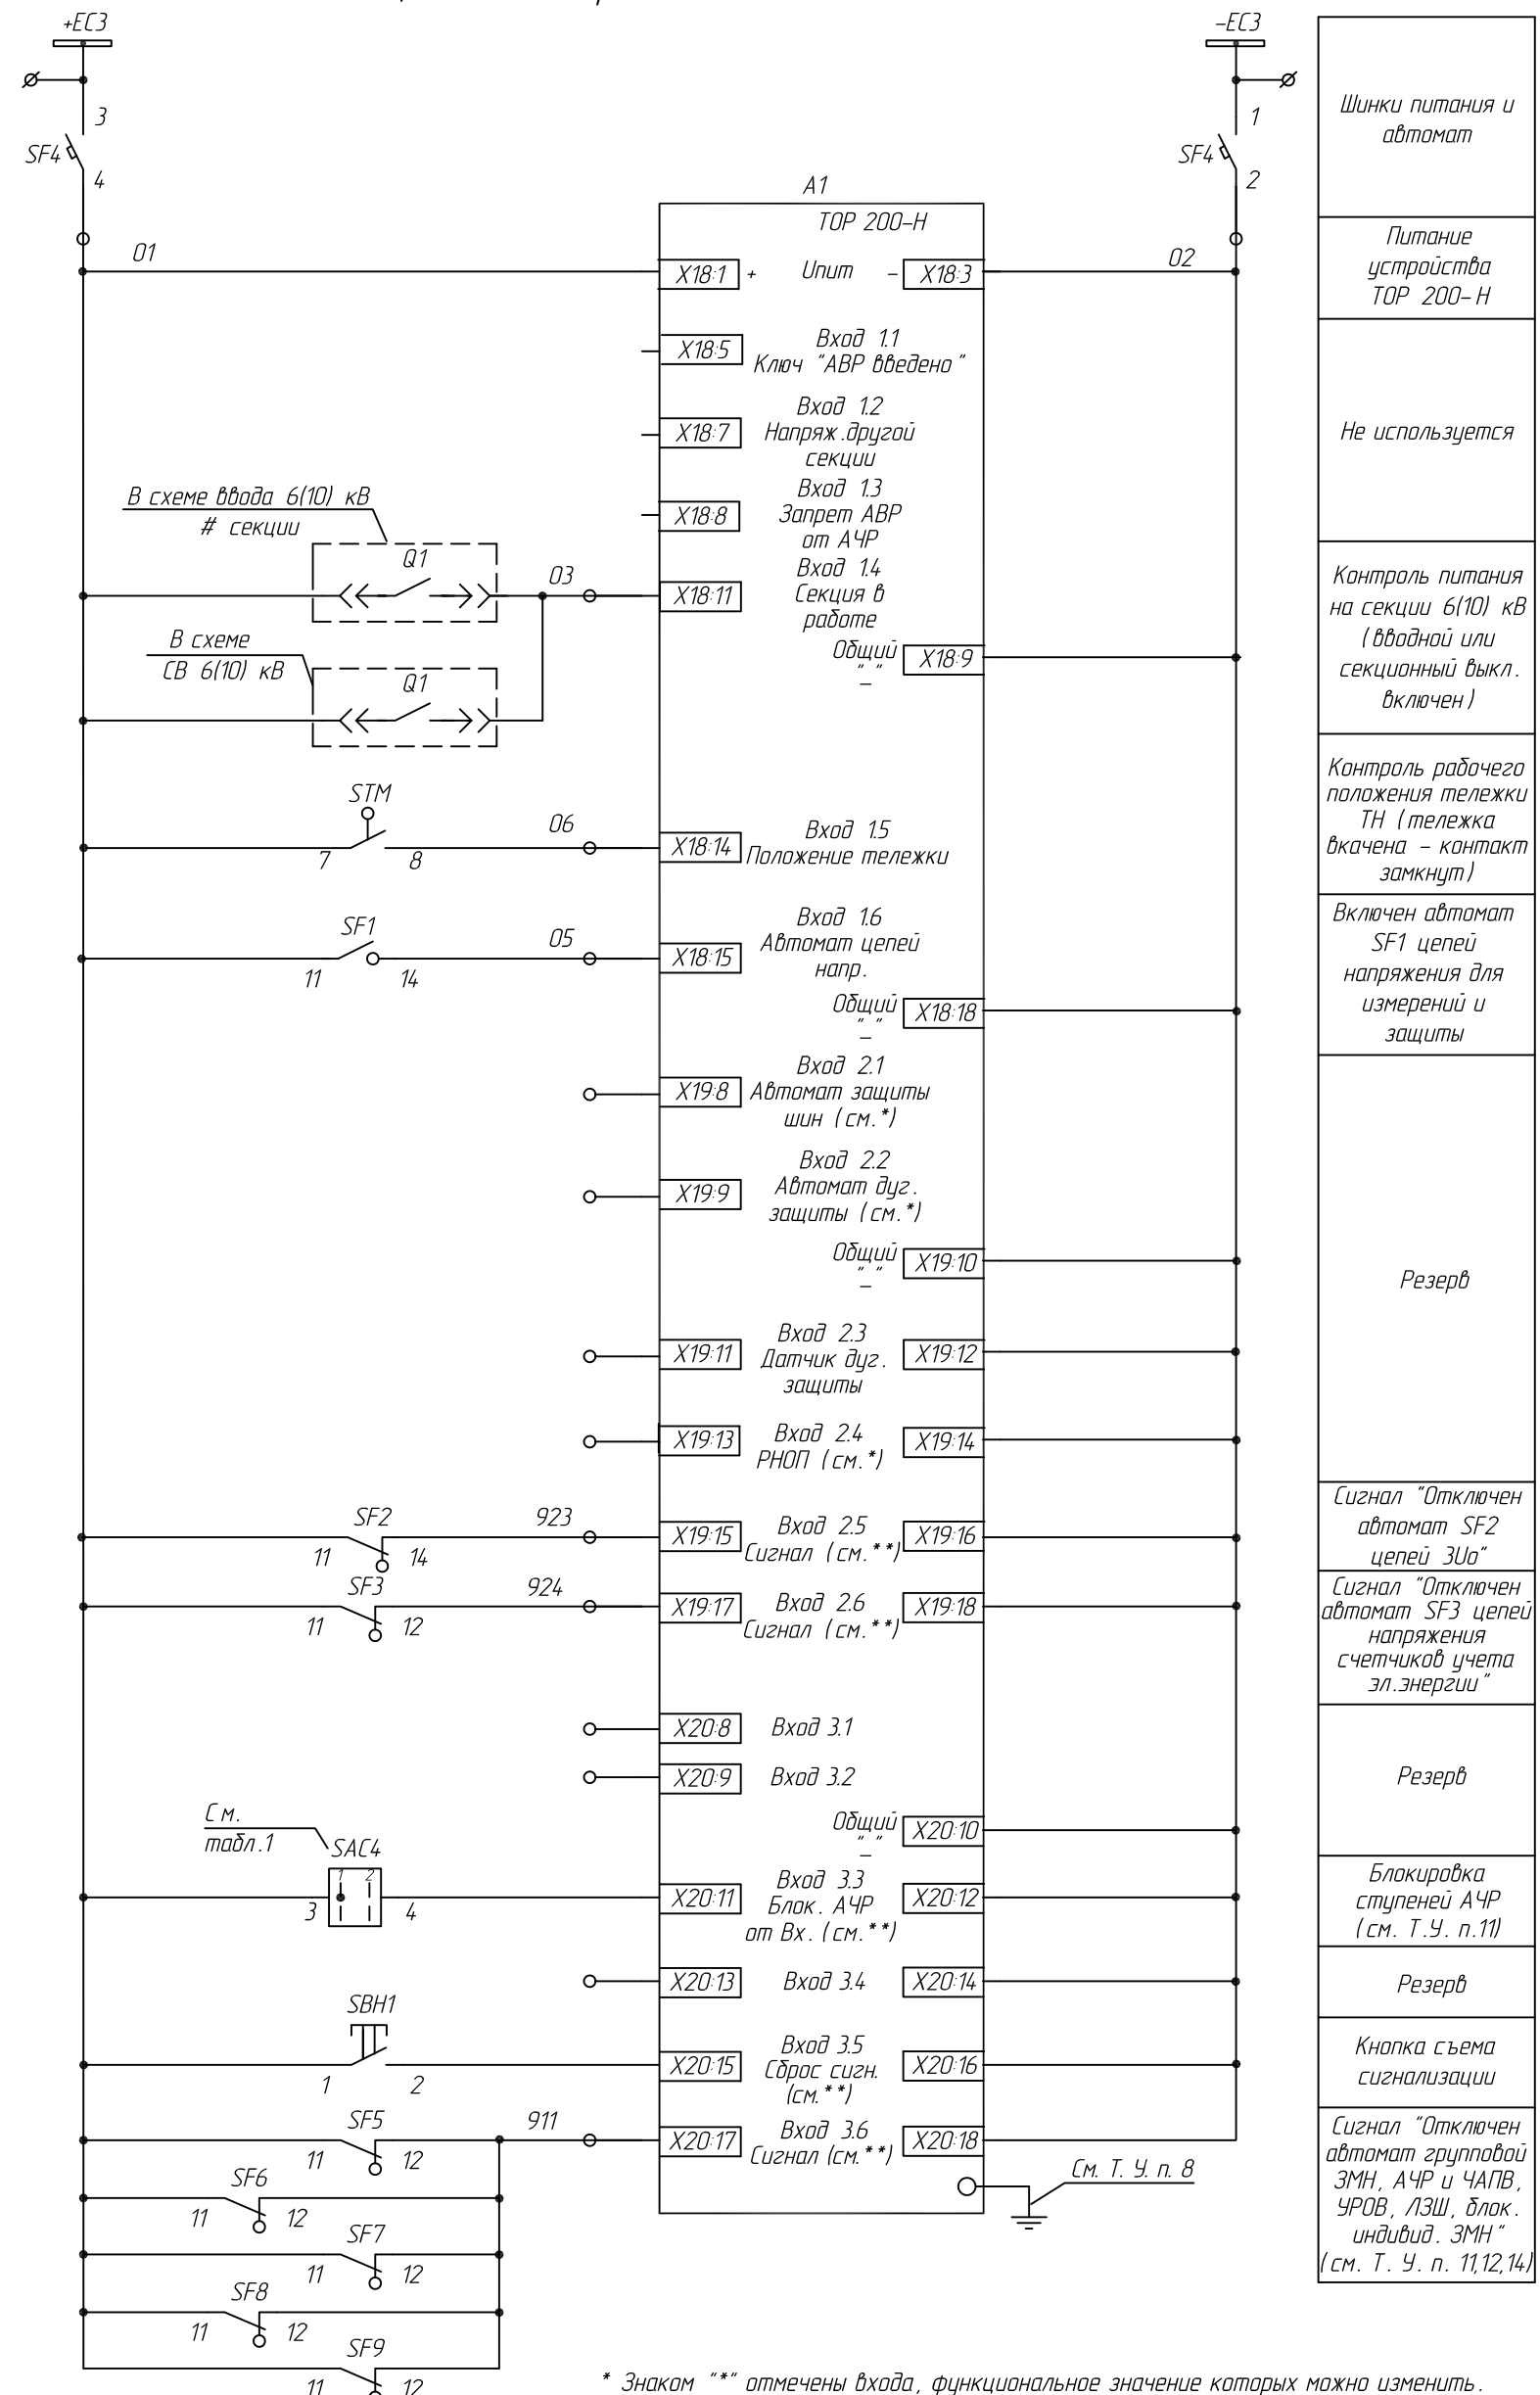 +ЕС3
-ЕС3
3
SF4
4
1
SF4
2
Шинки питания и
автомат
А1
ТОР 200-Н
01
X18:1
+ Uпит -
X18:3
02
Питание
устройства
ТОР 200-Н
X18:5
Вход 1.1
Ключ "АВР введено"
X18:7
Вход 1.2
Напряж.другой
секции
X18:8
Вход 1.3
Запрет АВР
от АЧР
Не используется
В схеме ввода 6(10) кВ
# секции
Q1
03
X18:11
Вход 1.4
Секция в
работе
Общий
"-"
X18:9
В схеме
СВ 6(10) кВ
Q1
Контроль питания
на секции 6(10) кВ
(вводной или
секционный выкл.
включен)
STM
7
8
06
X18:14
Вход 1.5
Положение тележки
Контроль рабочего
положения тележки
ТН (тележка
вкачена - контакт
замкнут)
SF1
11
14
05
X18:15
Вход 1.6
Автомат цепей
напр.
Общий
"-"
X18:18
Включен автомат
SF1 цепей
напряжения для
измерений и
защиты
X19:8
Вход 2.1
Автомат защиты
шин (см.*)
X19:9
Вход 2.2
Автомат дуг.
защиты (см.*)
Общий
"-"
X19:10
X19:11
Вход 2.3
Датчик дуг.
защиты
X19:12
X19:13
Вход 2.4
РНОП (см.*)
X19:14
Резерв
SF2
11
14
923
X19:15
Вход 2.5
Сигнал (см.**)
X19:16
Сигнал "Отключен
автомат SF2
цепей 3Uo"
SF3
11
12
924
X19:17
Вход 2.6
Сигнал (см.**)
X19:18
Сигнал "Отключен
автомат SF3 цепей
напряжения
счетчиков учета
эл.энергии"
X20:8
Вход 3.1
X20:9
Вход 3.2
Общий
"-"
X20:10
Резерв
См.
табл.1
SAC4
1 2
3
4
X20:11
Вход 3.3
Блок. АЧР
от Вх. (см.**)
X20:12
Блокировка
ступеней АЧР
(см. Т.У. п.11)
X20:13
Вход 3.4
X20:14
Резерв
SBH1
1
2
X20:15
Вход 3.5
Сброс сигн.
(см.**)
X20:16
Кнопка съема
сигнализации
SF5
11
12
911
X20:17
Вход 3.6
Сигнал (см.**)
X20:18
См. Т. У. п. 8
Сигнал "Отключен
автомат групповой
ЗМН, АЧР и ЧАПВ,
УРОВ, ЛЗШ, блок.
индивид. ЗМН"
(см. Т. У. п. 11,12,14)
SF6
11
12
SF7
11
12
SF8
11
12
SF9
11
12
* Знаком "*" отмечены входа, функциональное значение которых можно изменить.